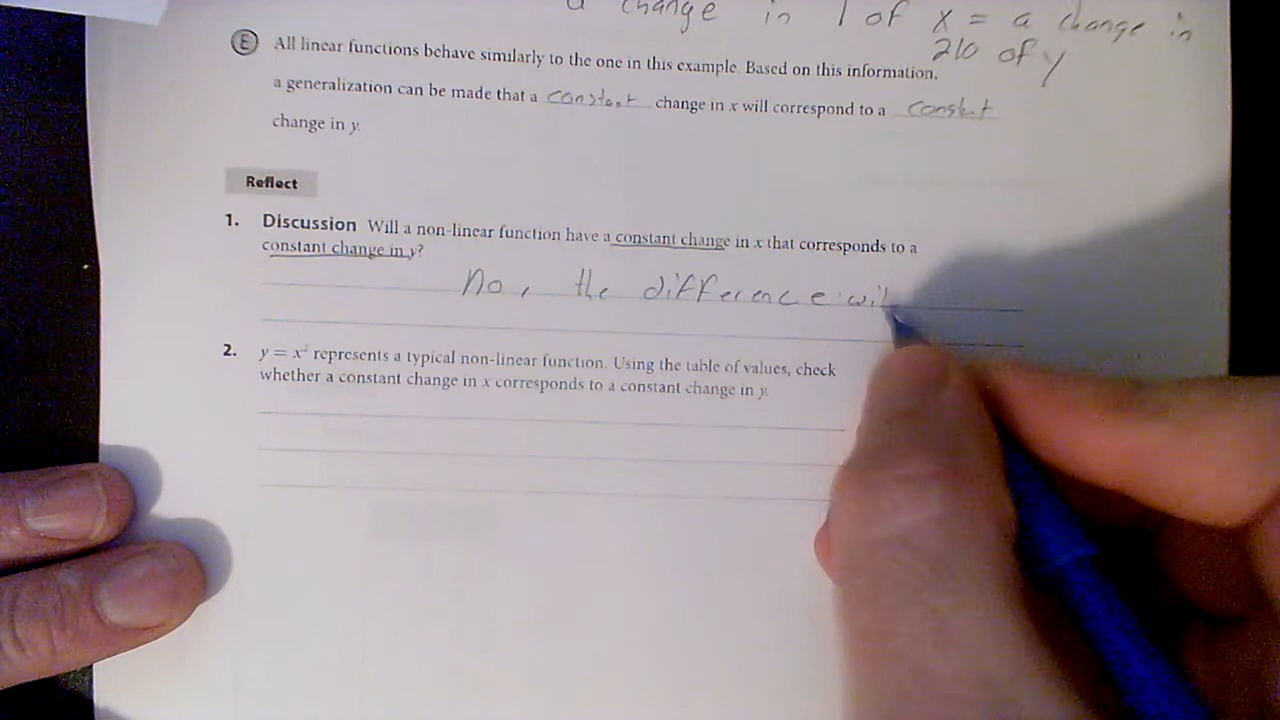 a change in 1 of x = a change in
210 of y
E All linear functions behave similarly to the one in this example. Based on this information,
a generalization can be made that a constant change in x will correspond to a constant
change in y.
Reflect
1. Discussion Will a non-linear function have a constant change in x that corresponds to a
constant change in y?
no, the difference wil
2. y = x² represents a typical non-linear function. Using the table of values, check
whether a constant change in x corresponds to a constant change in y.